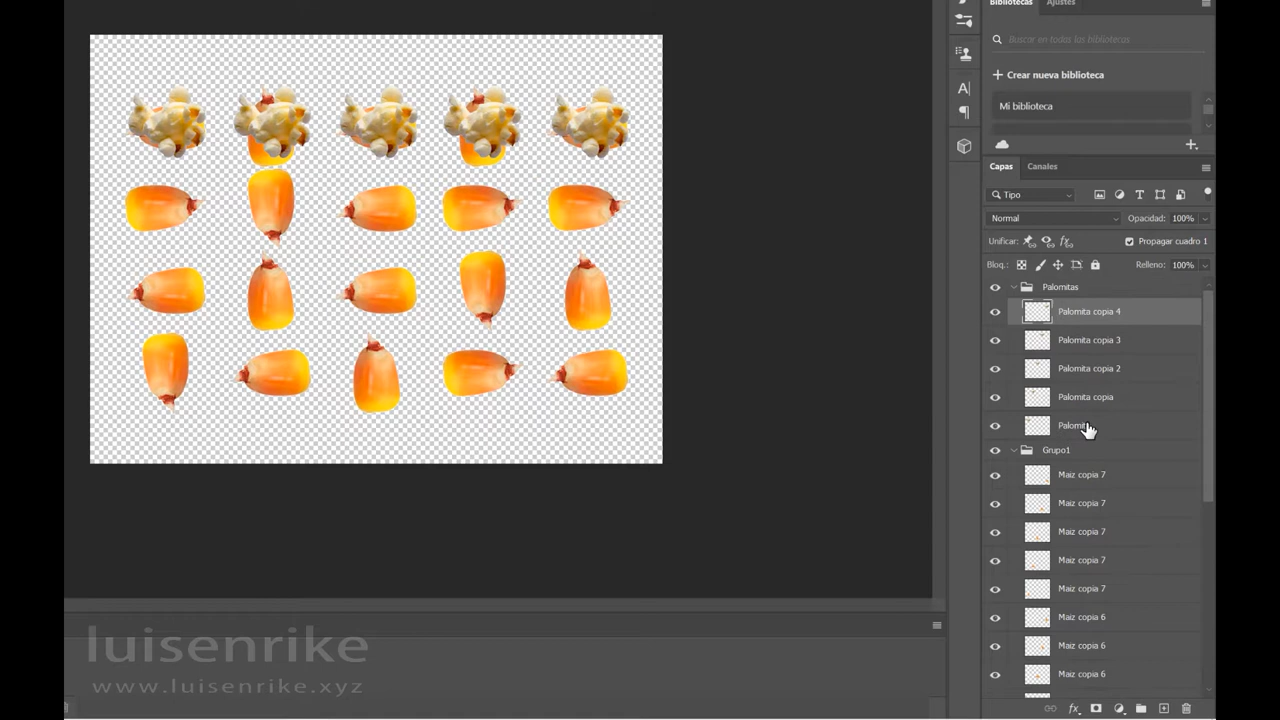 Bibliotecas
Ajustes
Buscar en todas las bibliotecas
Crear nueva biblioteca
Mi biblioteca
Capas
Canales
Tipo
Normal
Opacidad: 100%
Unificar:
Propagar cuadro 1
Bloq.:
Relleno: 100%
Palomitas
Palomita copia 4
Palomita copia 3
Palomita copia 2
Palomita copia
Palomita
Grupo1
Maiz copia 7
Maiz copia 7
Maiz copia 7
Maiz copia 7
Maiz copia 7
Maiz copia 6
Maiz copia 6
Maiz copia 6
luisenrike
www.luisenrike.xyz